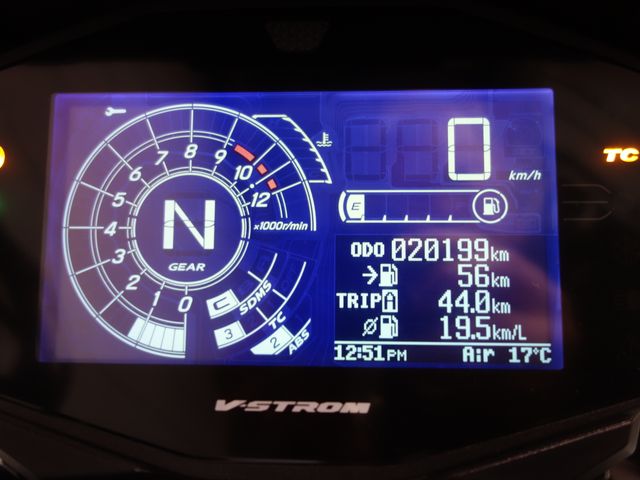 0
km/h
TC
7 8 9
6 10
5 12
4
3
2
1 0
x1000r/min
N
GEAR
E
ODO 020199km
56km
TRIP A 44.0km
19.5km/L
C SDMS
3 TC
2 ABS
12:51PM Air 17°C
V-STROM